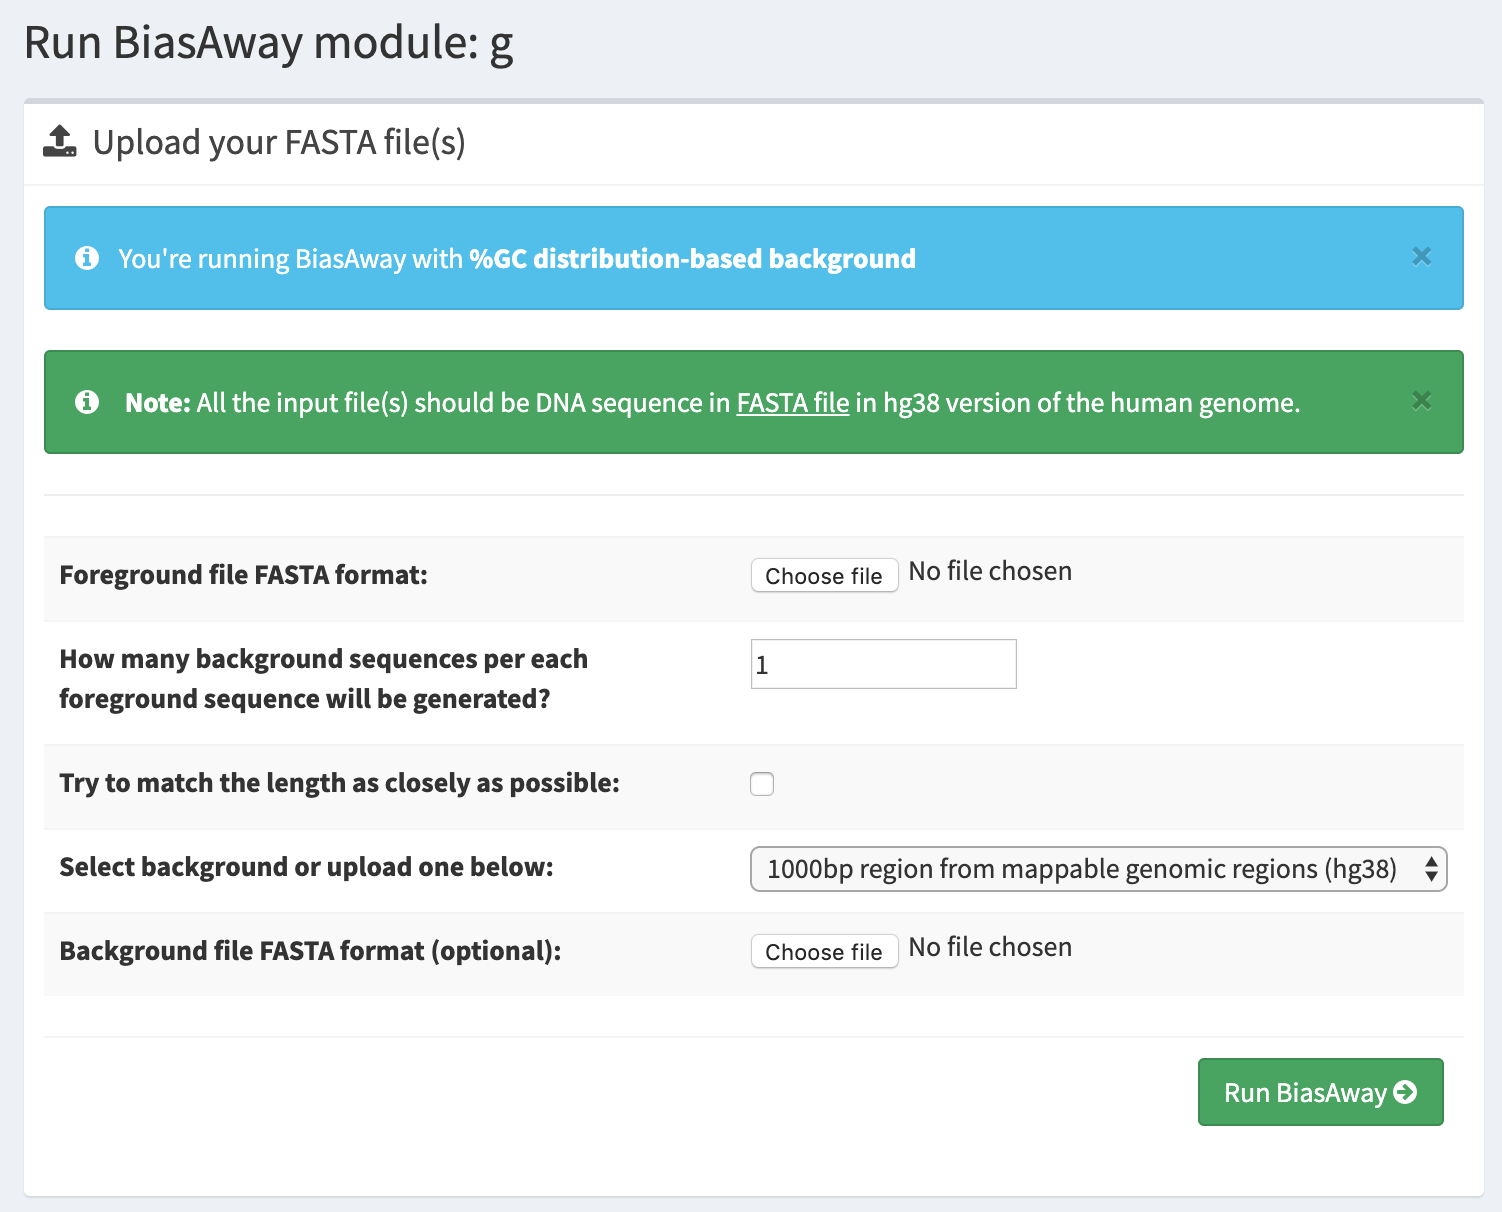 Run BiasAway module: g
Upload your FASTA file(s)
You're running BiasAway with %GC distribution-based background
Note: All the input file(s) should be DNA sequence in FASTA file in hg38 version of the human genome.
Foreground file FASTA format:
Choose file No file chosen
How many background sequences per each
foreground sequence will be generated?
1
Try to match the length as closely as possible:
Select background or upload one below:
1000bp region from mappable genomic regions (hg38)
Background file FASTA format (optional):
Choose file No file chosen
Run BiasAway